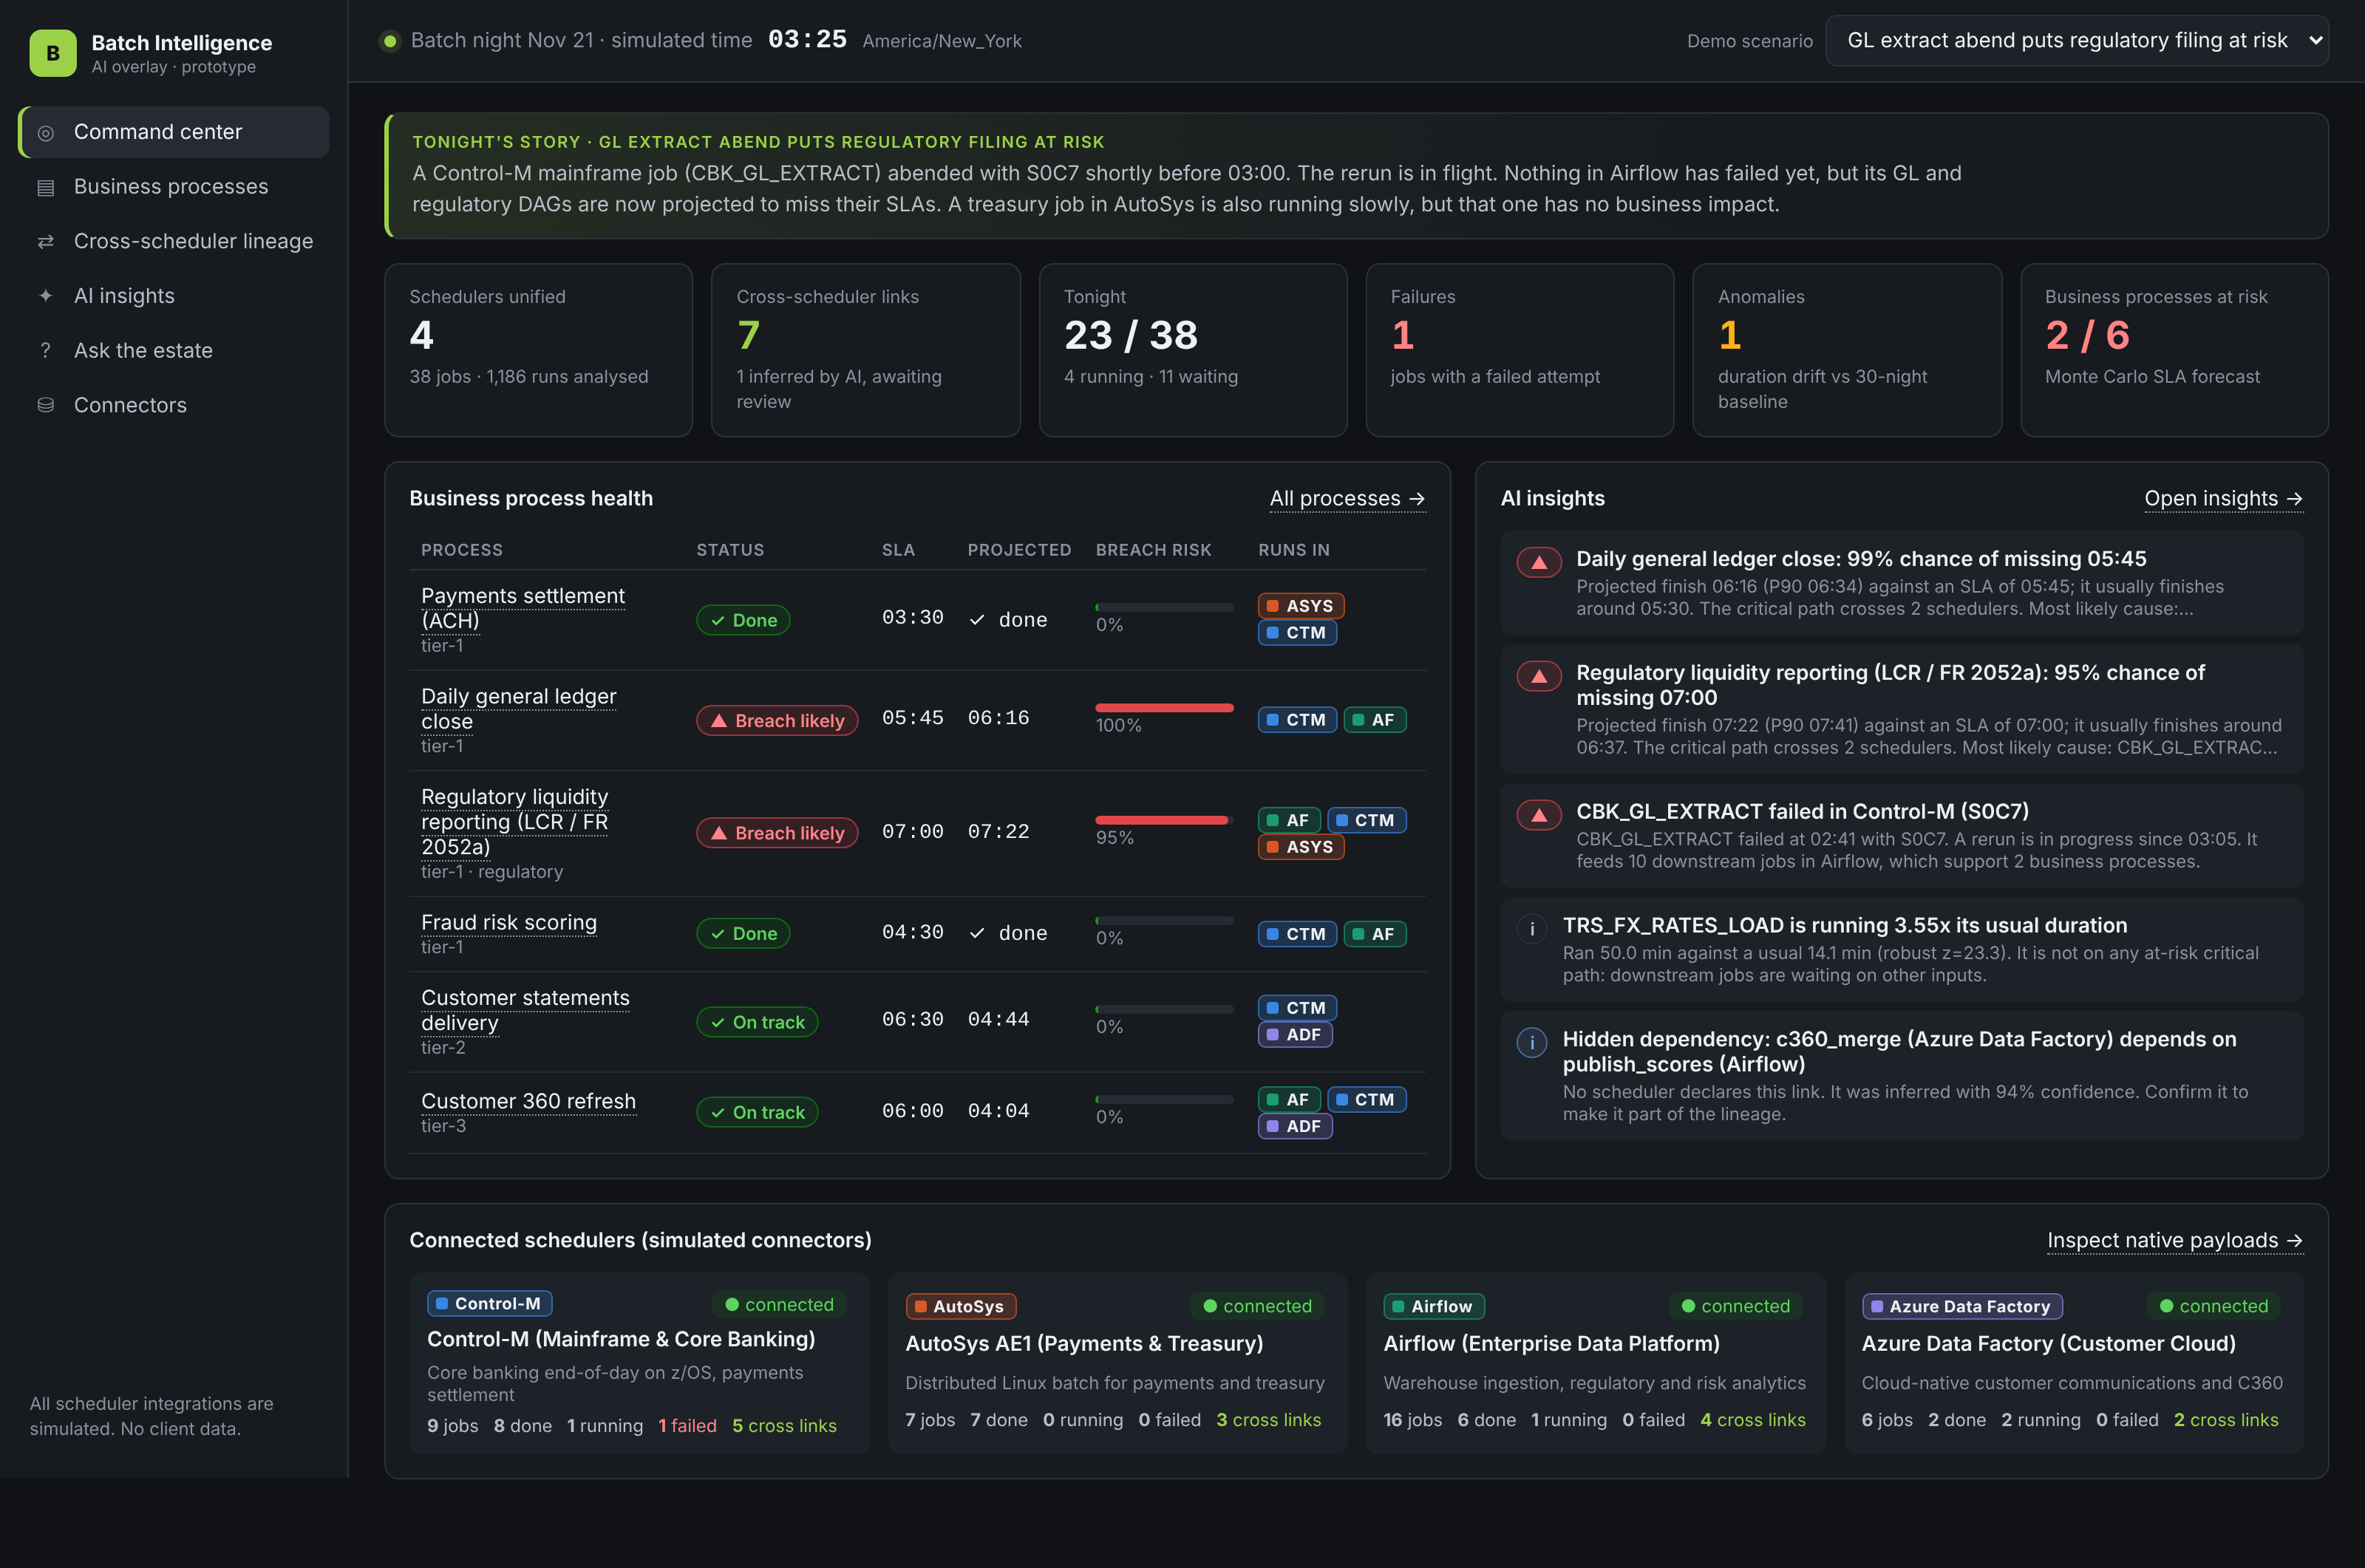 B
Batch Intelligence
AI overlay · prototype
Command center
Business processes
Cross-scheduler lineage
AI insights
? Ask the estate
Connectors
All scheduler integrations are
simulated. No client data.
Batch night Nov 21 · simulated time 03:25 America/New_York
Demo scenario GL extract abend puts regulatory filing at risk
TONIGHT'S STORY · GL EXTRACT ABEND PUTS REGULATORY FILING AT RISK
A Control-M mainframe job (CBK_GL_EXTRACT) abended with S0C7 shortly before 03:00. The rerun is in flight. Nothing in Airflow has failed yet, but its GL and
regulatory DAGs are now projected to miss their SLAs. A treasury job in AutoSys is also running slowly, but that one has no business impact.
Schedulers unified
4
38 jobs · 1,186 runs analysed
Cross-scheduler links
7
1 inferred by AI, awaiting
review
Tonight
23 / 38
4 running · 11 waiting
Failures
1
jobs with a failed attempt
Anomalies
1
duration drift vs 30-night
baseline
Business processes at risk
2 / 6
Monte Carlo SLA forecast
Business process health
All processes →
PROCESS STATUS SLA PROJECTED BREACH RISK RUNS IN
Payments settlement
(ACH)
tier-1
✓ Done
03:30
✓ done
0%
ASYS
CTM
Daily general ledger
close
tier-1
▲ Breach likely
05:45
06:16
100%
CTM AF
Regulatory liquidity
reporting (LCR / FR
2052a)
tier-1 · regulatory
▲ Breach likely
07:00
07:22
95%
AF CTM
ASYS
Fraud risk scoring
tier-1
✓ Done
04:30
✓ done
0%
CTM AF
Customer statements
delivery
tier-2
✓ On track
06:30
04:44
0%
CTM
ADF
Customer 360 refresh
tier-3
✓ On track
06:00
04:04
0%
AF CTM
ADF
AI insights
Open insights →
Daily general ledger close: 99% chance of missing 05:45
Projected finish 06:16 (P90 06:34) against an SLA of 05:45; it usually finishes
around 05:30. The critical path crosses 2 schedulers. Most likely cause:...
Regulatory liquidity reporting (LCR / FR 2052a): 95% chance of
missing 07:00
Projected finish 07:22 (P90 07:41) against an SLA of 07:00; it usually finishes around
06:37. The critical path crosses 2 schedulers. Most likely cause: CBK_GL_EXTRAC...
CBK_GL_EXTRACT failed in Control-M (S0C7)
CBK_GL_EXTRACT failed at 02:41 with S0C7. A rerun is in progress since 03:05. It
feeds 10 downstream jobs in Airflow, which support 2 business processes.
i
TRS_FX_RATES_LOAD is running 3.55x its usual duration
Ran 50.0 min against a usual 14.1 min (robust z=23.3). It is not on any at-risk critical
path: downstream jobs are waiting on other inputs.
i
Hidden dependency: c360_merge (Azure Data Factory) depends on
publish_scores (Airflow)
No scheduler declares this link. It was inferred with 94% confidence. Confirm it to
make it part of the lineage.
Connected schedulers (simulated connectors)
Inspect native payloads →
Control-M connected
Control-M (Mainframe & Core Banking)
Core banking end-of-day on z/OS, payments
settlement
9 jobs 8 done 1 running 1 failed 5 cross links
AutoSys connected
AutoSys AE1 (Payments & Treasury)
Distributed Linux batch for payments and treasury
7 jobs 7 done 0 running 0 failed 3 cross links
Airflow connected
Airflow (Enterprise Data Platform)
Warehouse ingestion, regulatory and risk analytics
16 jobs 6 done 1 running 0 failed 4 cross links
Azure Data Factory connected
Azure Data Factory (Customer Cloud)
Cloud-native customer communications and C360
6 jobs 2 done 2 running 0 failed 2 cross links